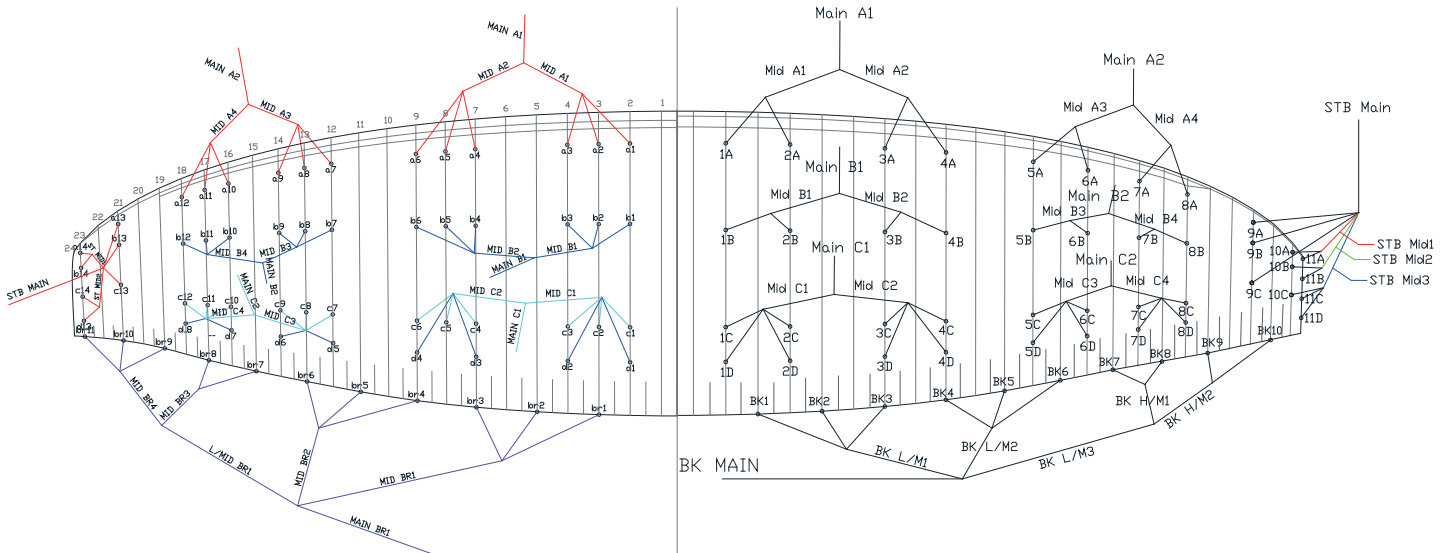 Main A1
MAIN A1
MAIN A2
MID A2
MID A1
Mid A1
Mid A2
Main A2
MID A4
MID A3
Mid A3
Mid A4
STB Main
24
23
22
21
20
19
18
17
16
15
14
13
12
11
10
9
8
7
6
5
4
3
2
1
a14
a13
a12
a11
a10
a9
a8
a7
a6
a5
a4
a3
a2
a1
1A
2A
3A
4A
5A
6A
7A
8A
9A
10A
11A
Main B1
Mid B1
Mid B2
Main B2
Mid B3
Mid B4
b14
b13
b12
b11
b10
b9
b8
b7
b6
b5
b4
b3
b2
b1
1B
2B
3B
4B
5B
6B
7B
8B
9B
10B
11B
MID B4
MID B3
MID B2
MID B1
MAIN B2
MAIN B1
STB Mid1
STB Mid2
STB Mid3
STB MAIN
ST MID2
Main C1
Mid C1
Mid C2
Main C2
Mid C3
Mid C4
MAIN C2
MID C4
MID C3
MID C2
MID C1
MAIN C1
c14
c13
c12
c11
c10
c9
c8
c7
c6
c5
c4
c3
c2
c1
1C
2C
3C
4C
5C
6C
7C
8C
9C
10C
11C
d8
d7
d6
d5
d4
d3
d2
d1
1D
2D
3D
4D
5D
6D
7D
8D
11D
br11
br10
br9
br8
br7
br6
br5
br4
br3
br2
br1
BK1
BK2
BK3
BK4
BK5
BK6
BK7
BK8
BK9
BK10
MID BR4
MID BR3
L/MID BR1
MID BR2
MID BR1
MAIN BR1
BK MAIN
BK L/M1
BK L/M2
BK L/M3
BK H/M1
BK H/M2